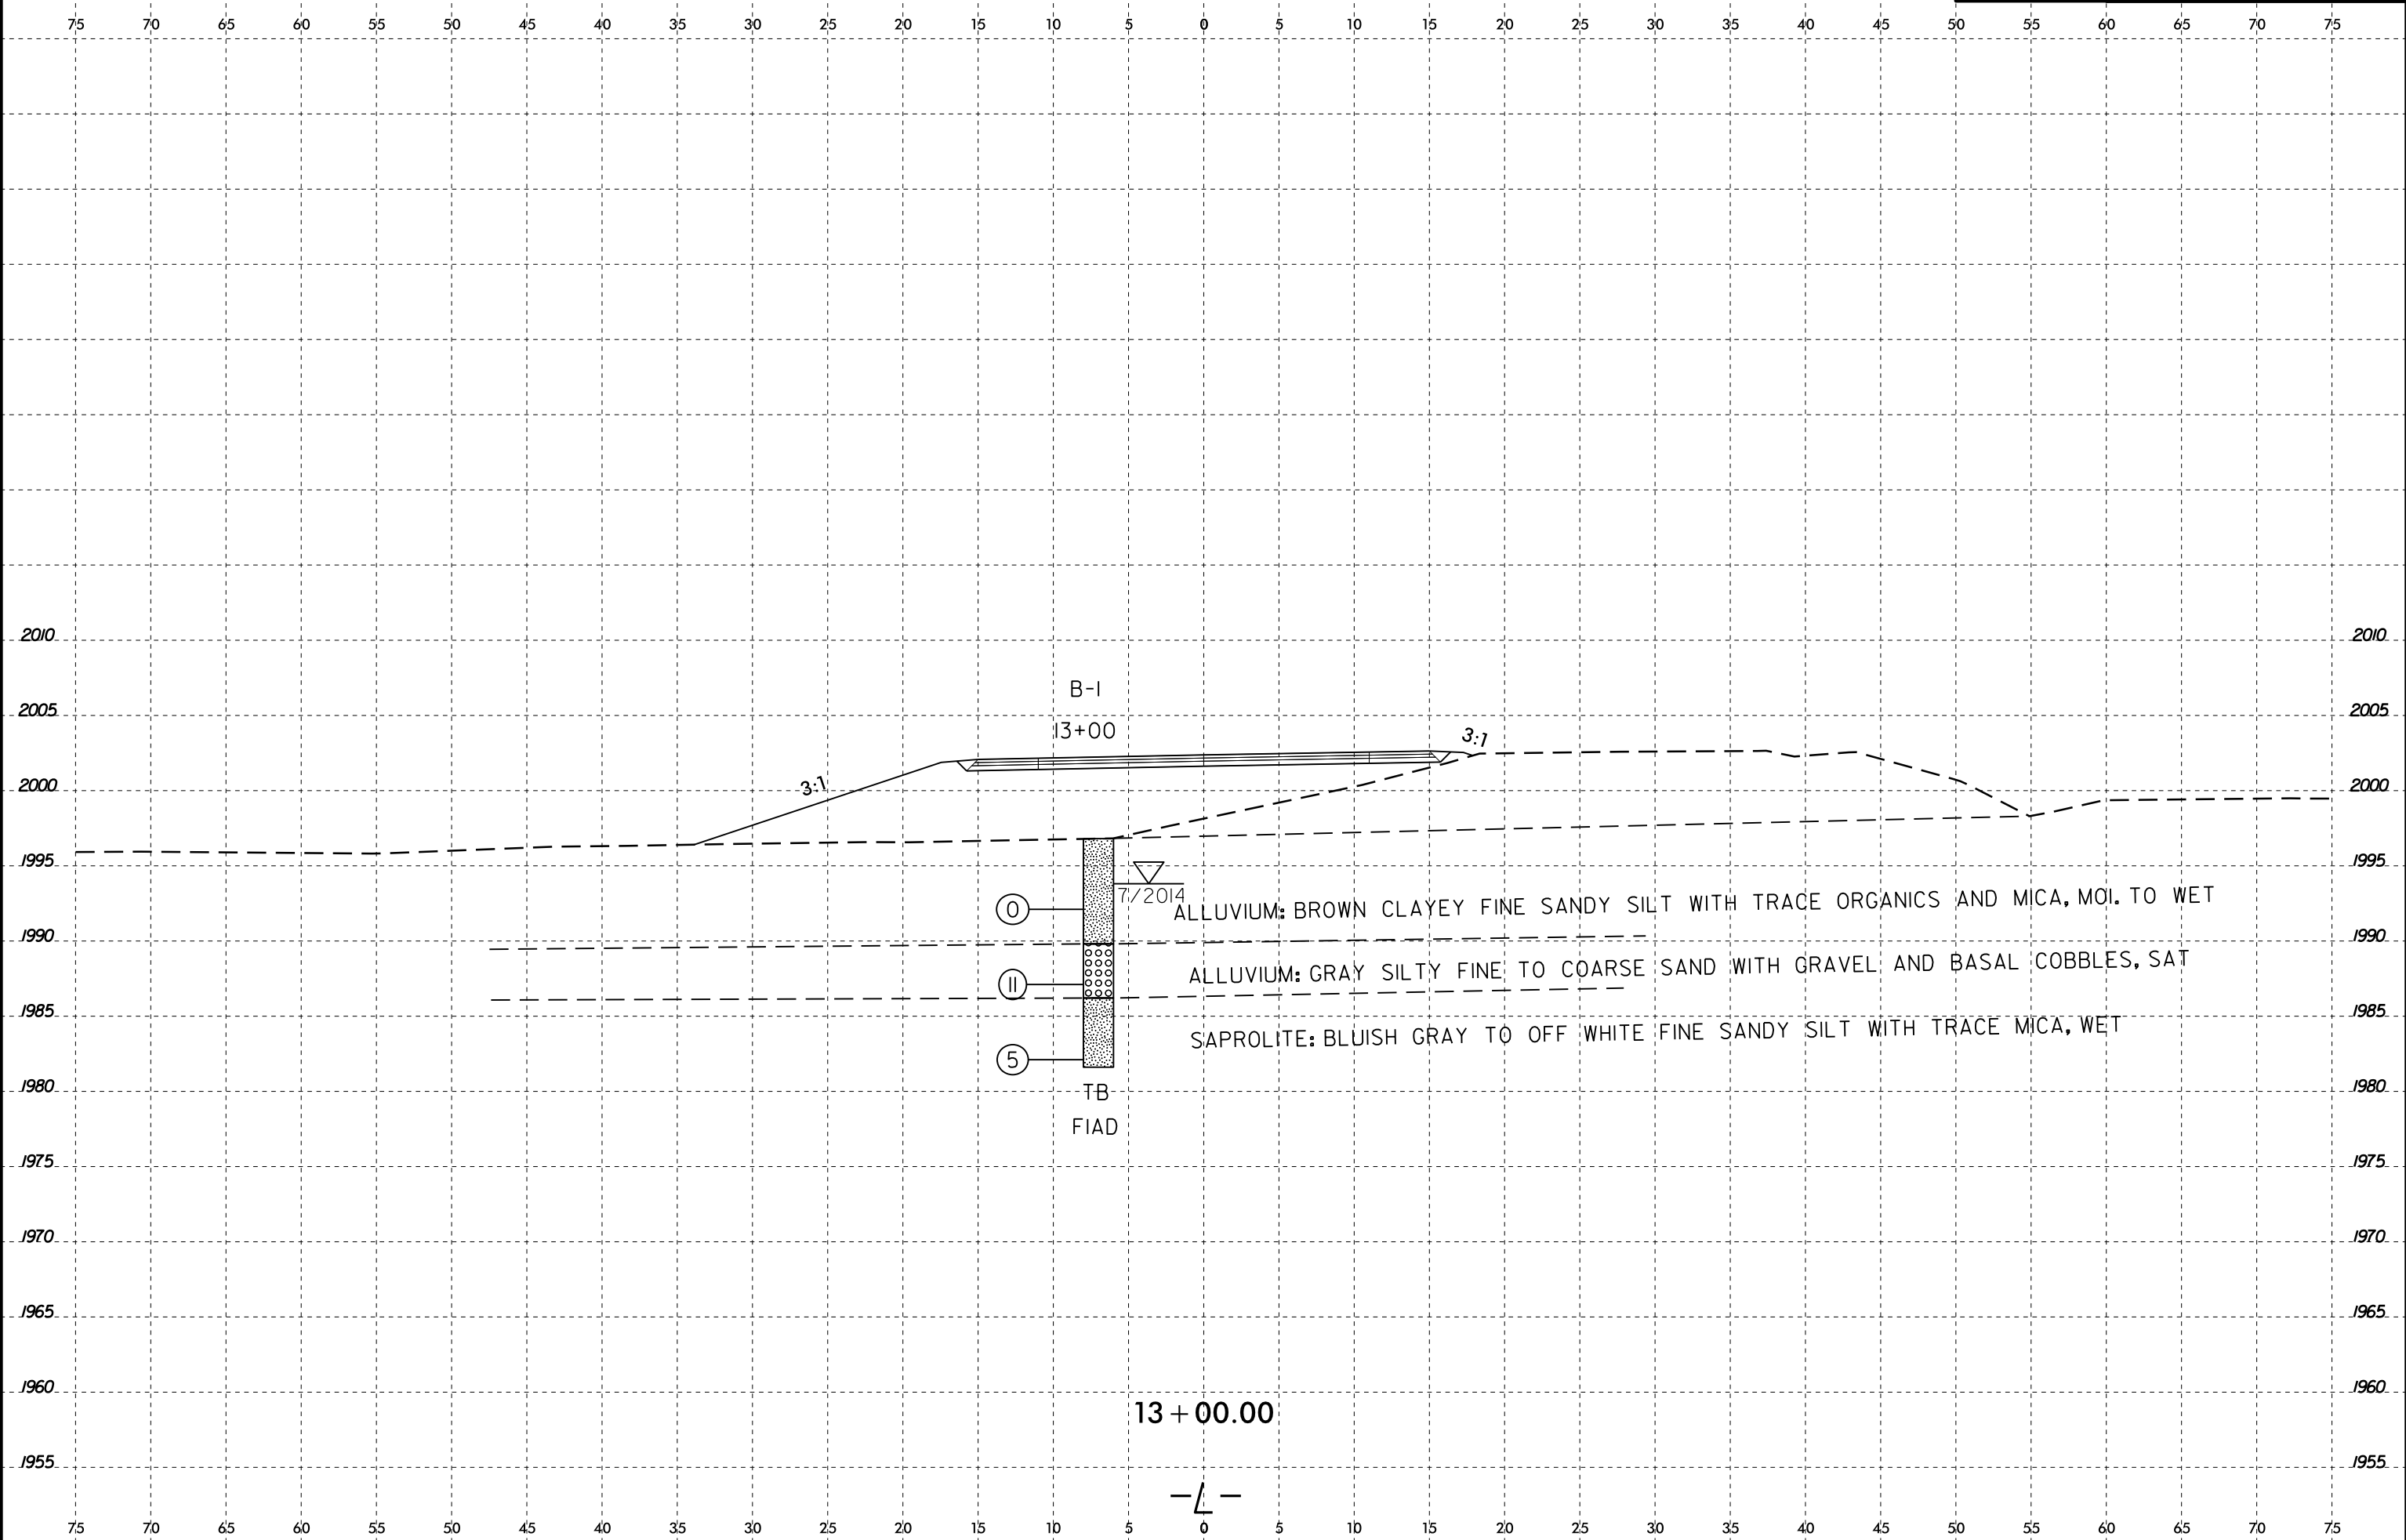 75 70 65 60 55 50 45 40 35 30 25 20 15 10 5 0 5 10 15 20 25 30 35 40 45 50 55 60 65 70 75
2010 2010
B-1
2005 2005
13+00
3:1
3:1
2000 2000
1995 1995
7/2014
0 ALLUVIUM: BROWN CLAYEY FINE SANDY SILT WITH TRACE ORGANICS AND MICA, MOI. TO WET
1990 1990
11 ALLUVIUM: GRAY SILTY FINE TO COARSE SAND WITH GRAVEL AND BASAL COBBLES, SAT
1985 1985
SAPROLITE: BLUISH GRAY TO OFF WHITE FINE SANDY SILT WITH TRACE MICA, WET
5
1980 1980
TB
FIAD
1975 1975
1970 1970
1965 1965
1960 1960
13+00.00
1955 1955
-L-
75 70 65 60 55 50 45 40 35 30 25 20 15 10 5 0 5 10 15 20 25 30 35 40 45 50 55 60 65 70 75